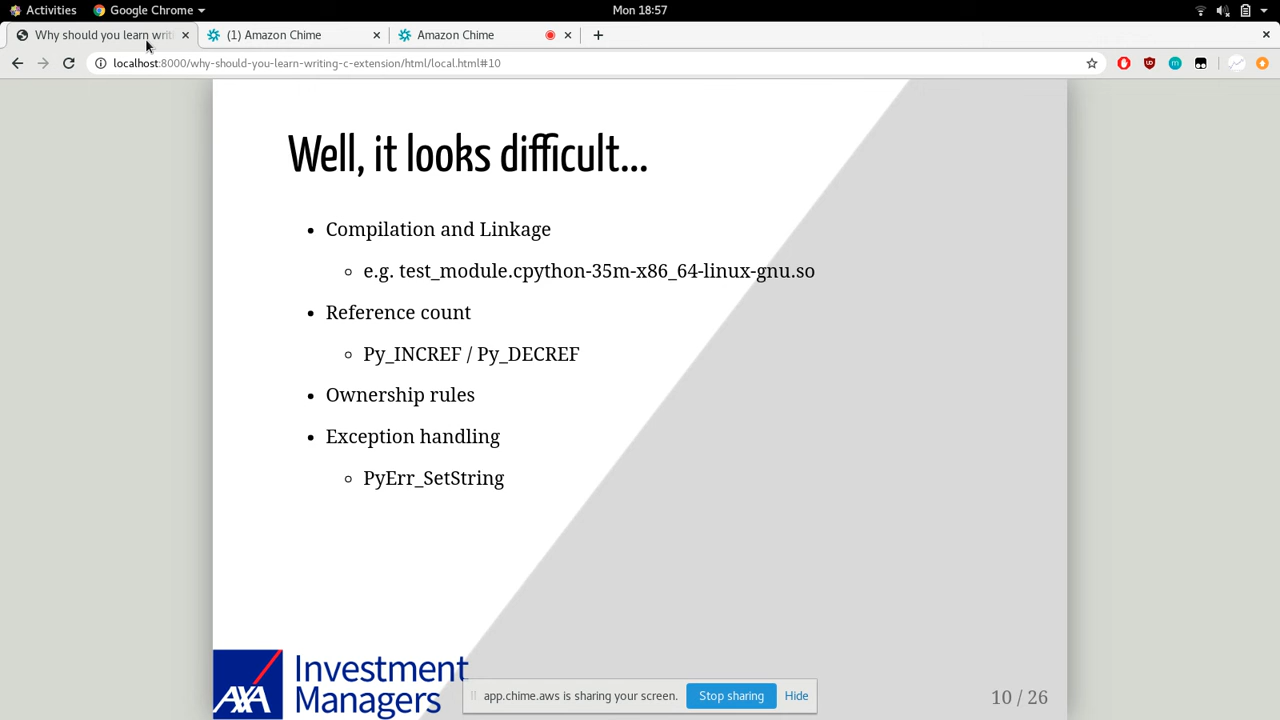 Activities
Google Chrome
Mon 18:57
Why should you learn writi
(1) Amazon Chime
Amazon Chime
localhost:8000/why-should-you-learn-writing-c-extension/html/local.html#10
Well, it looks difficult...
• Compilation and Linkage
◦ e.g. test_module.cpython-35m-x86_64-linux-gnu.so
• Reference count
◦ Py_INCREF / Py_DECREF
• Ownership rules
• Exception handling
◦ PyErr_SetString
AXA
Investment
Managers
app.chime.aws is sharing your screen.
Stop sharing
Hide
10 / 26